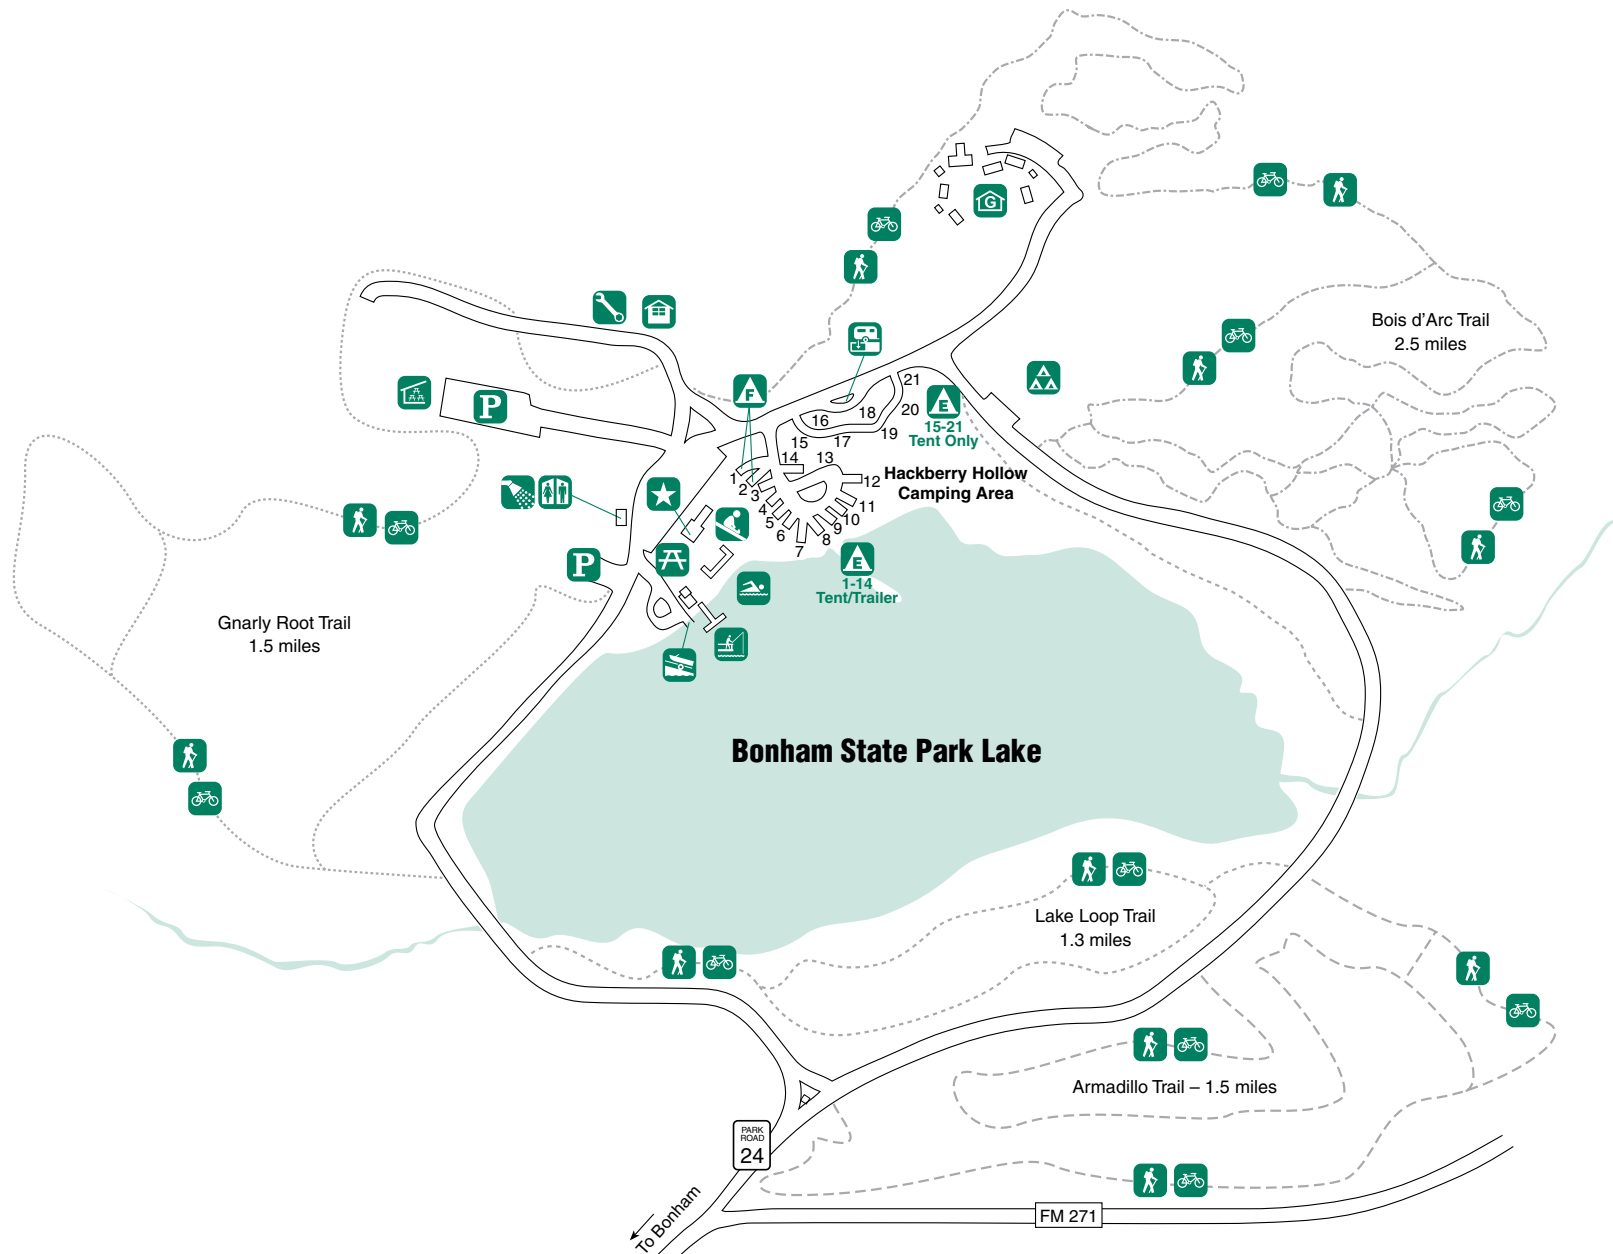 G
Bois d’Arc Trail
2.5 miles
F
P
21
20
19
18
17
16
15
E
15-21
Tent Only
14
13
12
11
10
9
8
7
6
5
4
3
2
1
Hackberry Hollow
Camping Area
P
E
1-14
Tent/Trailer
Gnarly Root Trail
1.5 miles
Bonham State Park Lake
Lake Loop Trail
1.3 miles
Armadillo Trail – 1.5 miles
PARK
ROAD
24
To Bonham
FM 271